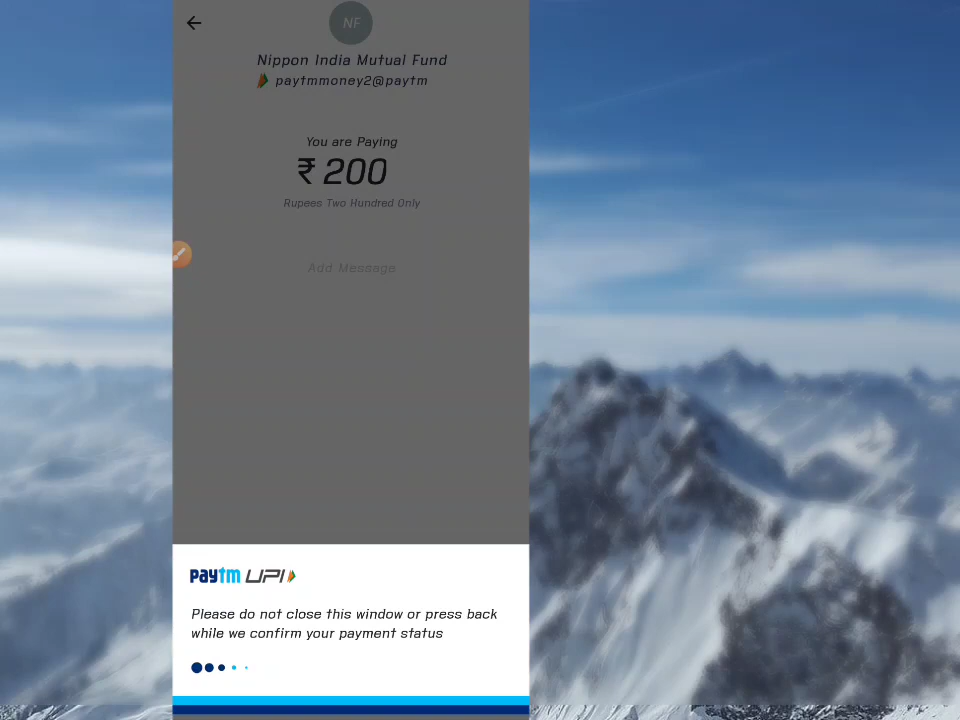 NF
Nippon India Mutual Fund
paytmmoney2@paytm
You are Paying
₹ 200
Rupees Two Hundred Only
Add Message
paytm UPI
Please do not close this window or press back
while we confirm your payment status